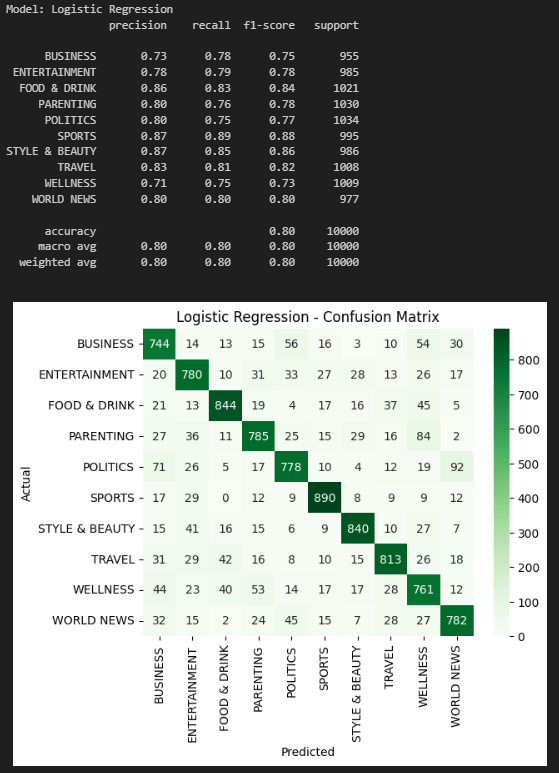 Model: Logistic Regression
precision recall f1-score support
BUSINESS 0.73 0.78 0.75 955
ENTERTAINMENT 0.78 0.79 0.78 985
FOOD & DRINK 0.86 0.83 0.84 1021
PARENTING 0.80 0.76 0.78 1030
POLITICS 0.80 0.75 0.77 1034
SPORTS 0.87 0.89 0.88 995
STYLE & BEAUTY 0.87 0.85 0.86 986
TRAVEL 0.83 0.81 0.82 1008
WELLNESS 0.71 0.75 0.73 1009
WORLD NEWS 0.80 0.80 0.80 977
accuracy 0.80 10000
macro avg 0.80 0.80 0.80 10000
weighted avg 0.80 0.80 0.80 10000
Logistic Regression - Confusion Matrix
BUSINESS 744 14 13 15 56 16 3 10 54 30
ENTERTAINMENT 20 780 10 31 33 27 28 13 26 17
FOOD & DRINK 21 13 844 19 4 17 16 37 45 5
PARENTING 27 36 11 785 25 15 29 16 84 2
POLITICS 71 26 5 17 778 10 4 12 19 92
SPORTS 17 29 0 12 9 890 8 9 9 12
STYLE & BEAUTY 15 41 16 15 6 9 840 10 27 7
TRAVEL 31 29 42 16 8 10 15 813 26 18
WELLNESS 44 23 40 53 14 17 17 28 761 12
WORLD NEWS 32 15 2 24 45 15 7 28 27 782
Actual
BUSINESS
ENTERTAINMENT
FOOD & DRINK
PARENTING
POLITICS
SPORTS
STYLE & BEAUTY
TRAVEL
WELLNESS
WORLD NEWS
Predicted
800
700
600
500
400
300
200
100
0